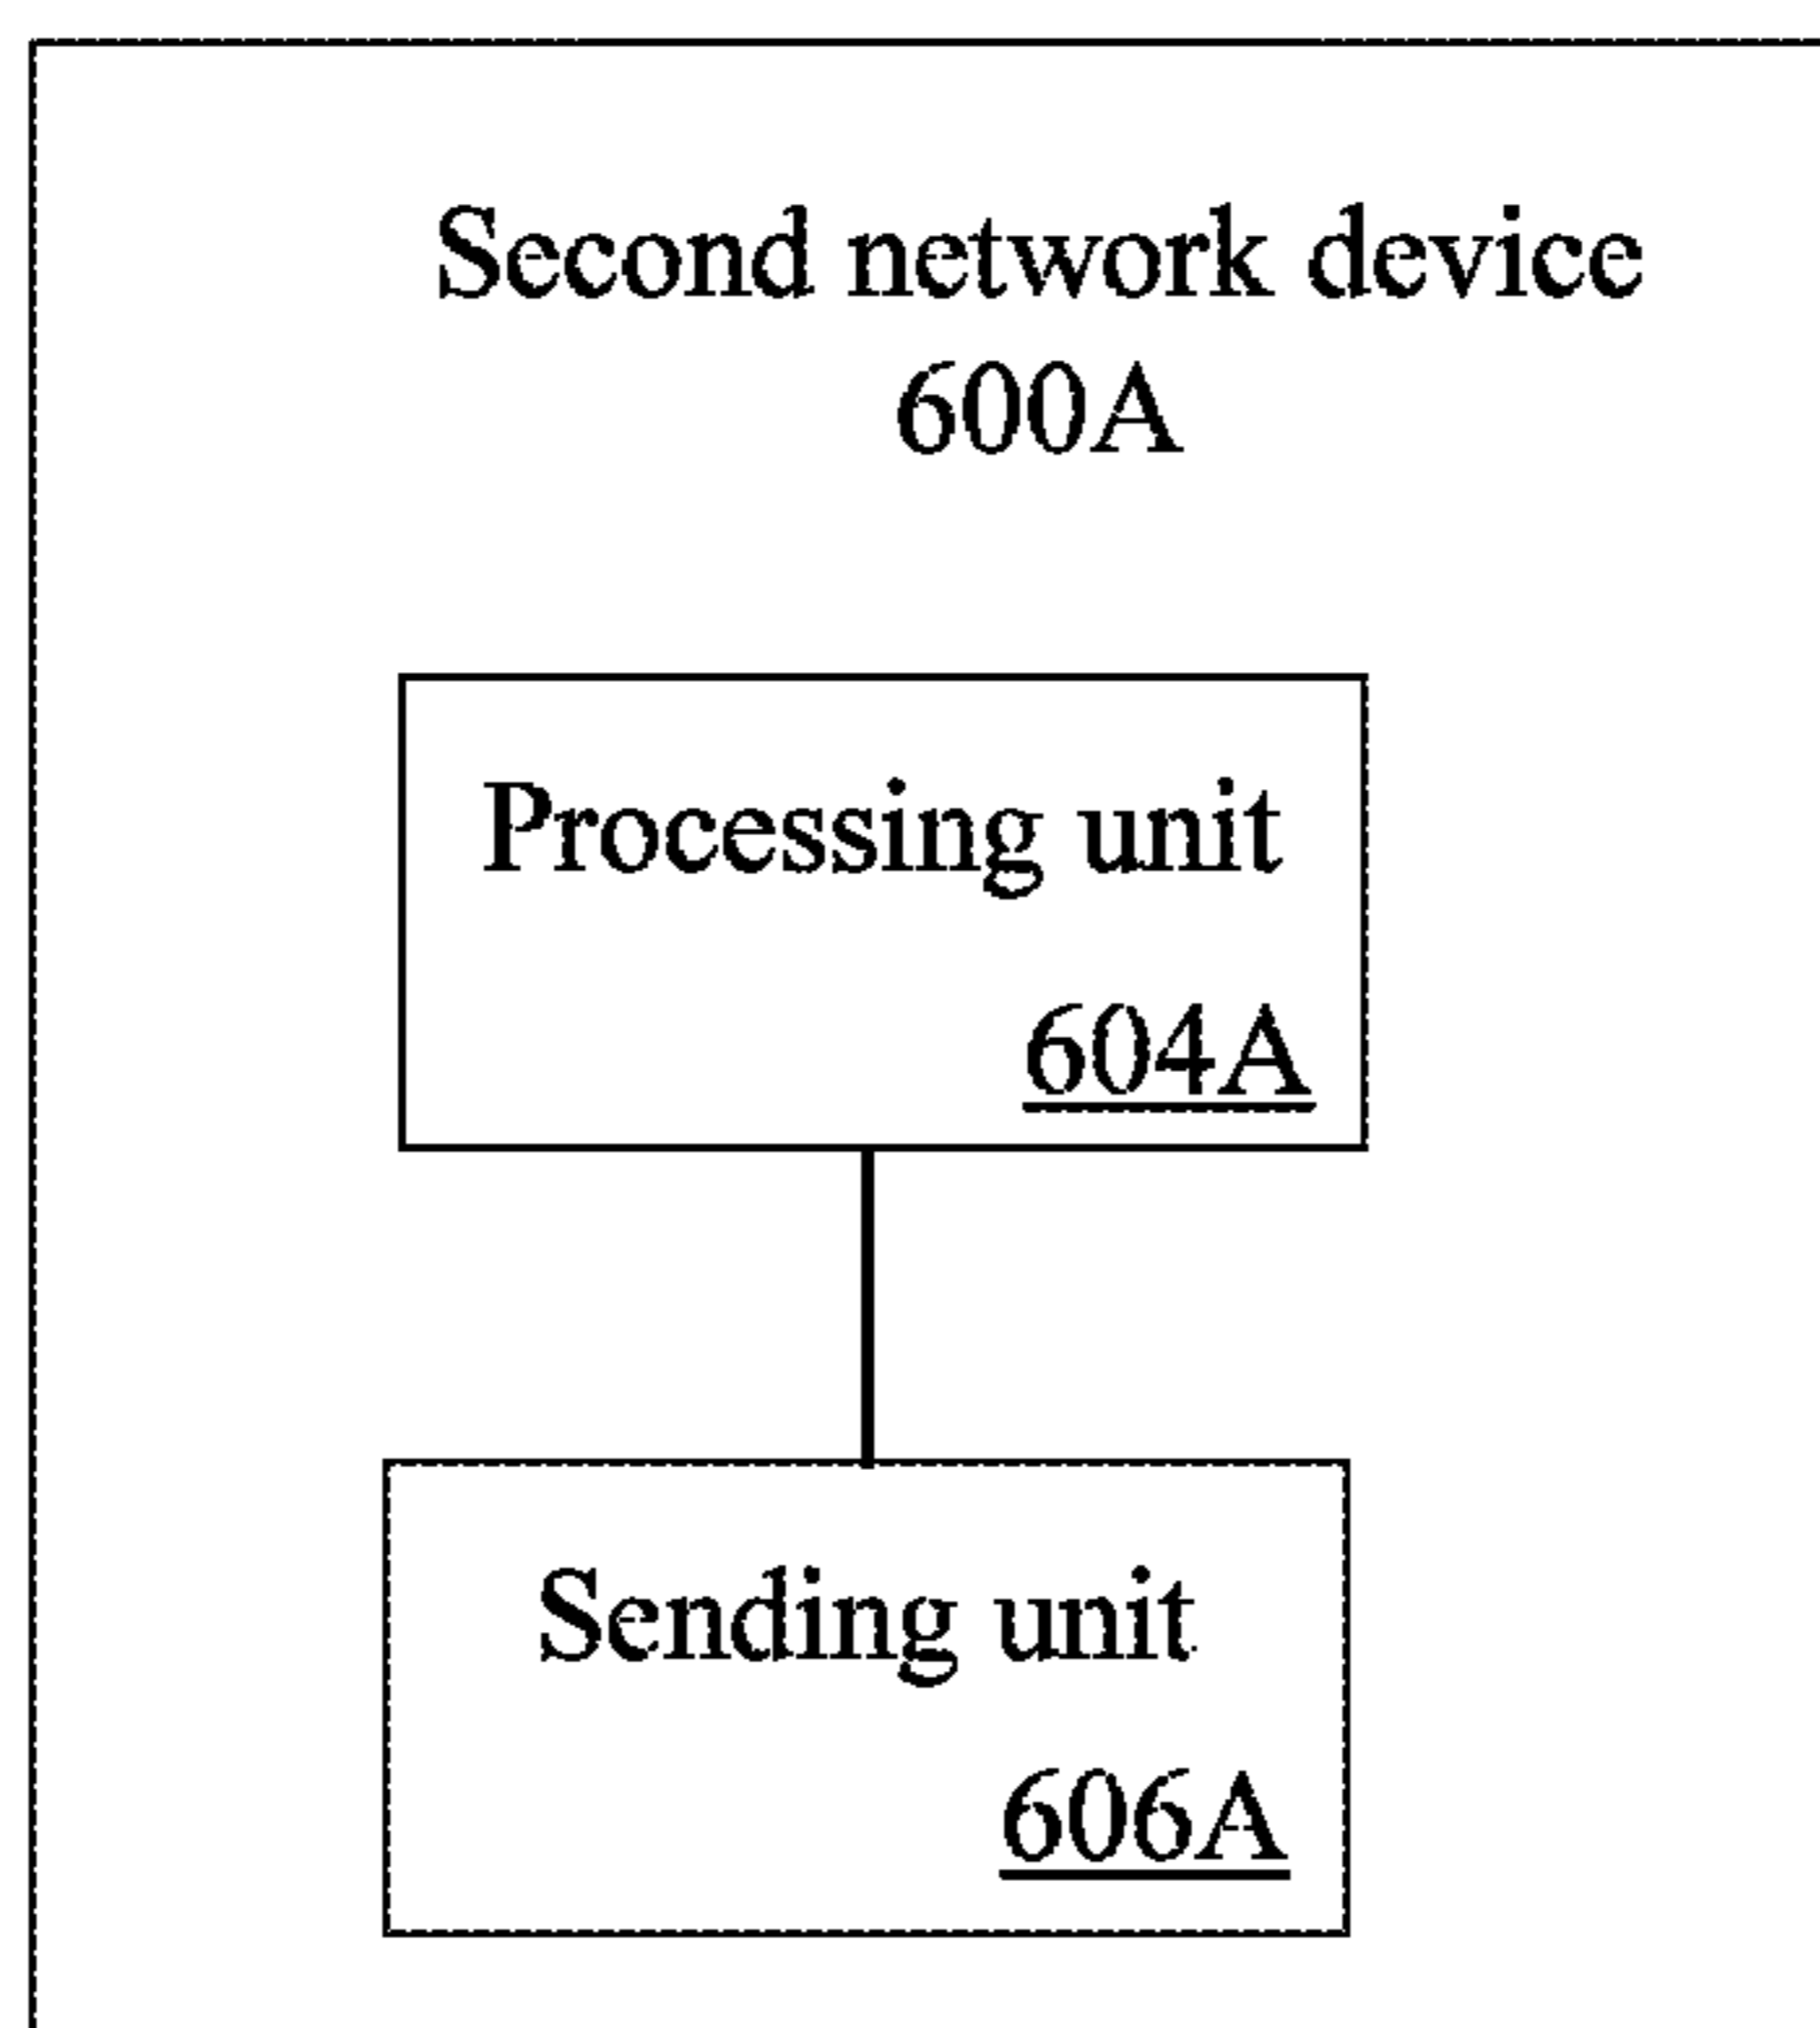 Second network device
600A
Processing unit
604A
Sending unit
606A